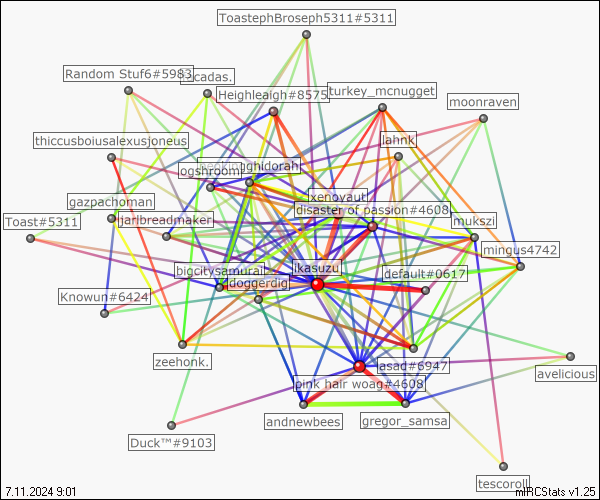 ToastephBroseph5311#5311
Random Stuf6#5983
cicadas.
Heighleaigh#8575
turkey_mcnugget
moonraven
thiccusboiusalexusjoneus
lahnk
ogshroom
gghidorah
gazpachoman
xenovaut
disaster of passion#4608
Toast#5311
jarlbreadmaker
mukszi
mingus4742
bigcitysamurai
ikasuzu
default#0617
doggerdig
Knowun#6424
zeehonk.
asad#6947
avelicious
pink hair woag#4608
andnewbees
gregor_samsa
Duck™#9103
tescoroll
7.11.2024 9:01
mIRCStats v1.25